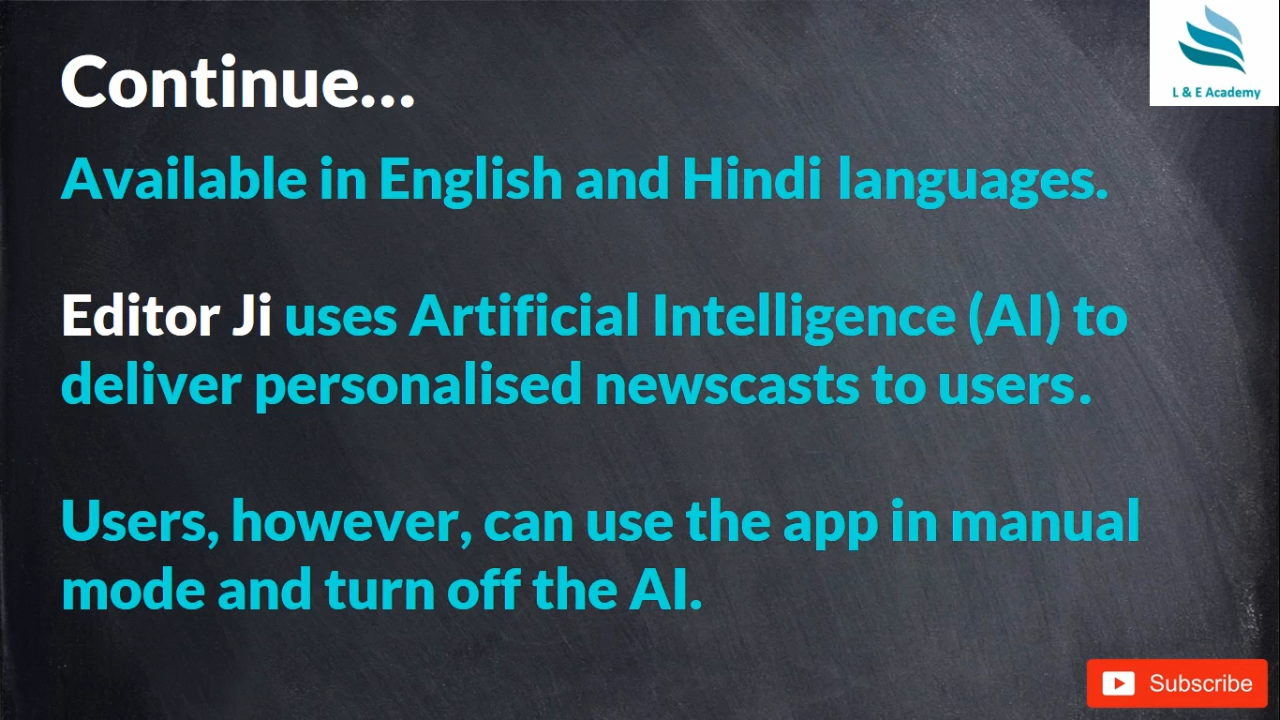 Continue...
L & E Academy
Available in English and Hindi languages.
Editor Ji uses Artificial Intelligence (AI) to
deliver personalised newscasts to users.
Users, however, can use the app in manual
mode and turn off the AI.
Subscribe